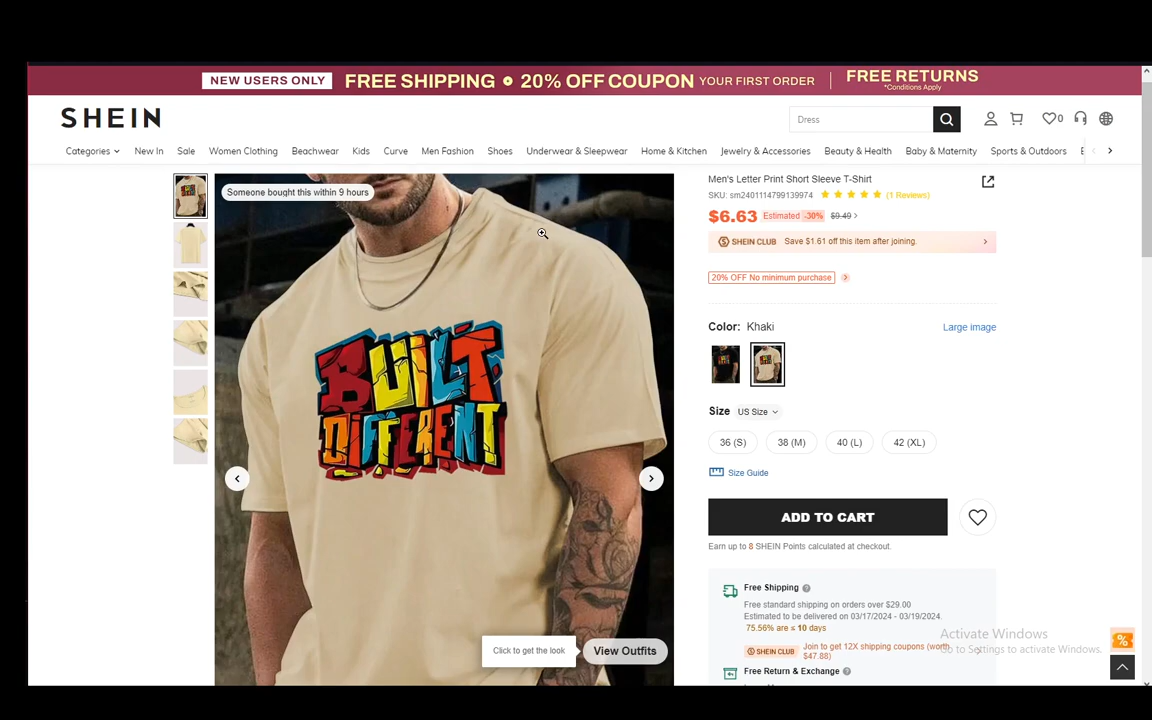 NEW USERS ONLY FREE SHIPPING 20% OFF COUPON YOUR FIRST ORDER FREE RETURNS
*Conditions Apply
SHEIN
Dress
0
Categories New In Sale Women Clothing Beachwear Kids Curve Men Fashion Shoes Underwear & Sleepwear Home & Kitchen Jewelry & Accessories Beauty & Health Baby & Maternity Sports & Outdoors
Someone bought this within 9 hours
BUILT
DIFFERENT
Click to get the look
View Outfits
Men's Letter Print Short Sleeve T-Shirt
SKU: sm2401114799139974 (1 Reviews)
$6.63 Estimated -30% $9.49 >
SHEIN CLUB Save $1.61 off this item after joining.
20% OFF No minimum purchase
Color: Khaki
Large image
Size US Size
36 (S) 38 (M) 40 (L) 42 (XL)
Size Guide
ADD TO CART
Earn up to 8 SHEIN Points calculated at checkout.
Free Shipping
Free standard shipping on orders over $29.00
Estimated to be delivered on 03/17/2024 - 03/19/2024.
75.56% are ≤ 10 days
SHEIN CLUB Join to get 12X shipping coupons (worth
$47.88)
Free Return & Exchange
Activate Windows
Go to Settings to activate Windows.
%